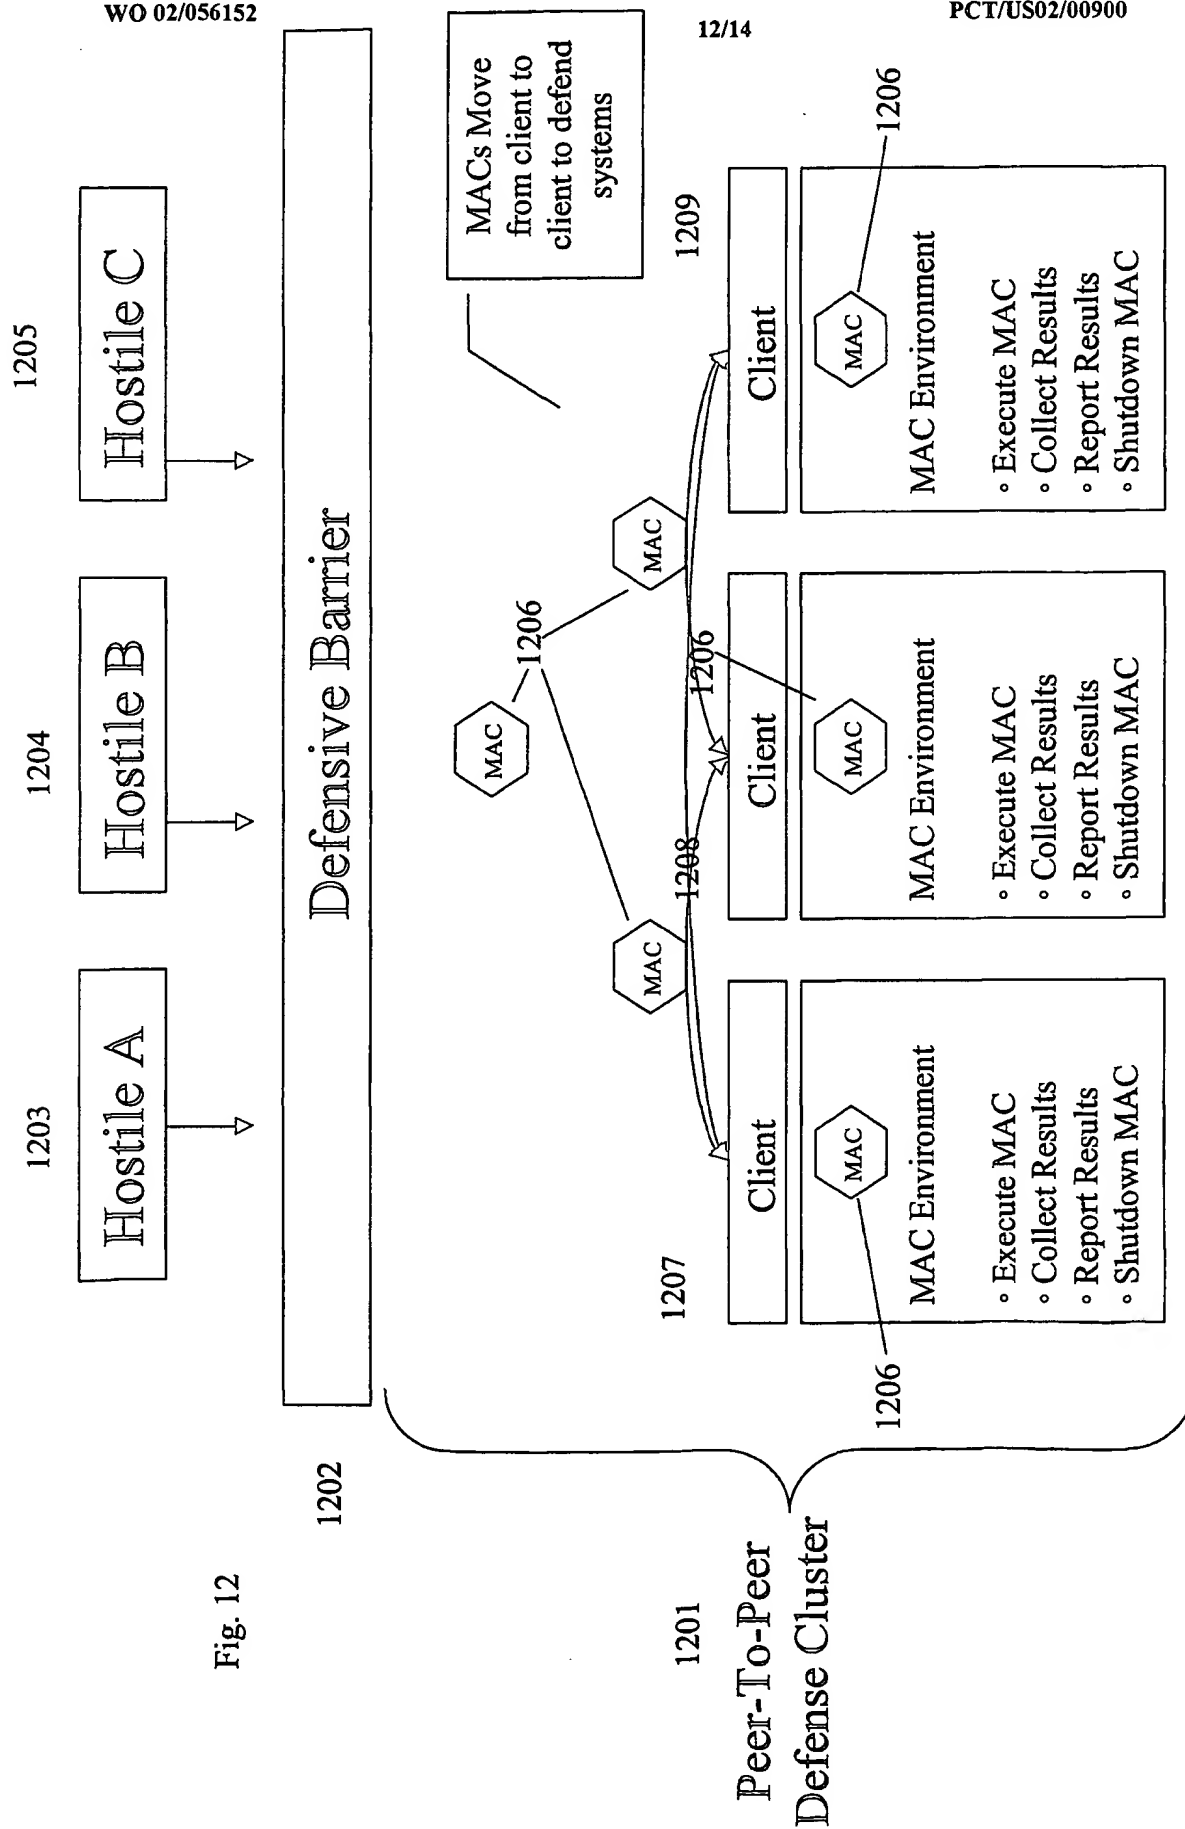 WO 02/056152
PCT/US02/00900
12/14
Fig. 12
1203
1204
1205
Hostile A
Hostile B
Hostile C
1202
Defensive Barrier
MACs Move
from client to
client to defend
systems
MAC
1206
MAC
MAC
1201
Peer-To-Peer
Defense Cluster
1207
1208
1206
1209
Client
Client
Client
1206
MAC
MAC Environment
◦ Execute MAC
◦ Collect Results
◦ Report Results
◦ Shutdown MAC
MAC
MAC Environment
◦ Execute MAC
◦ Collect Results
◦ Report Results
◦ Shutdown MAC
1206
MAC
MAC Environment
◦ Execute MAC
◦ Collect Results
◦ Report Results
◦ Shutdown MAC